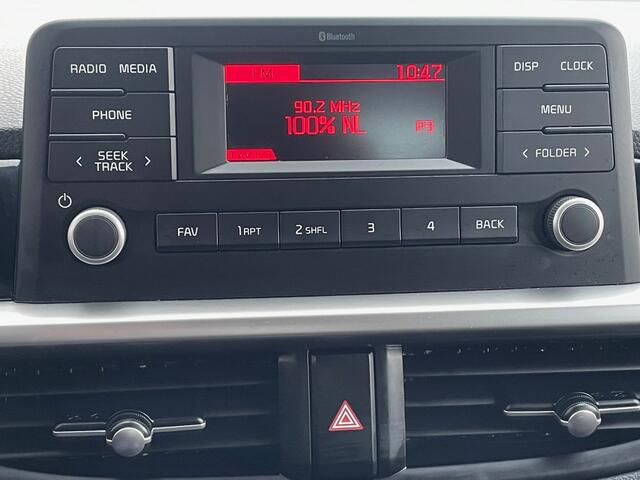 Bluetooth
RADIO MEDIA
FM 10:47
DISP CLOCK
PHONE
90.2 MHz
100% NL P3
MENU
< SEEK TRACK >
< FOLDER >
FAV 1 RPT 2 SHFL 3 4 BACK